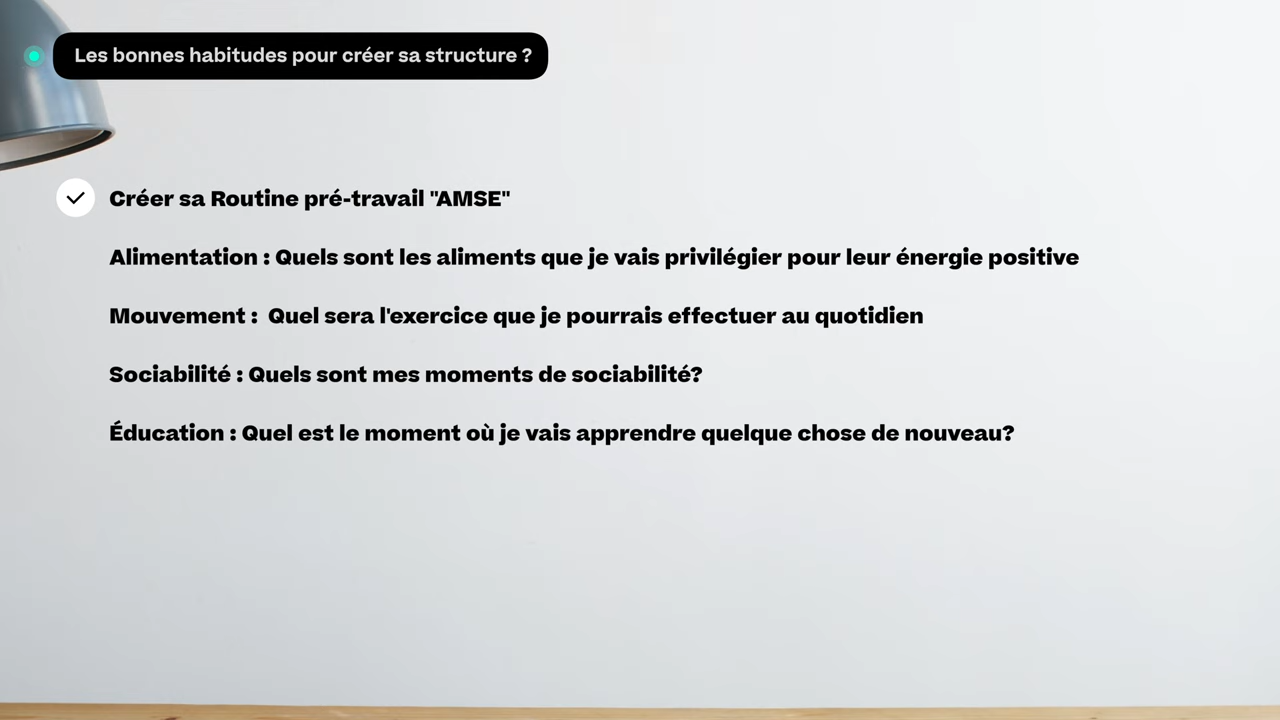 Les bonnes habitudes pour créer sa structure ?
Créer sa Routine pré-travail "AMSE"
Alimentation : Quels sont les aliments que je vais privilégier pour leur énergie positive
Mouvement :  Quel sera l'exercice que je pourrais effectuer au quotidien
Sociabilité : Quels sont mes moments de sociabilité?
Éducation : Quel est le moment où je vais apprendre quelque chose de nouveau?